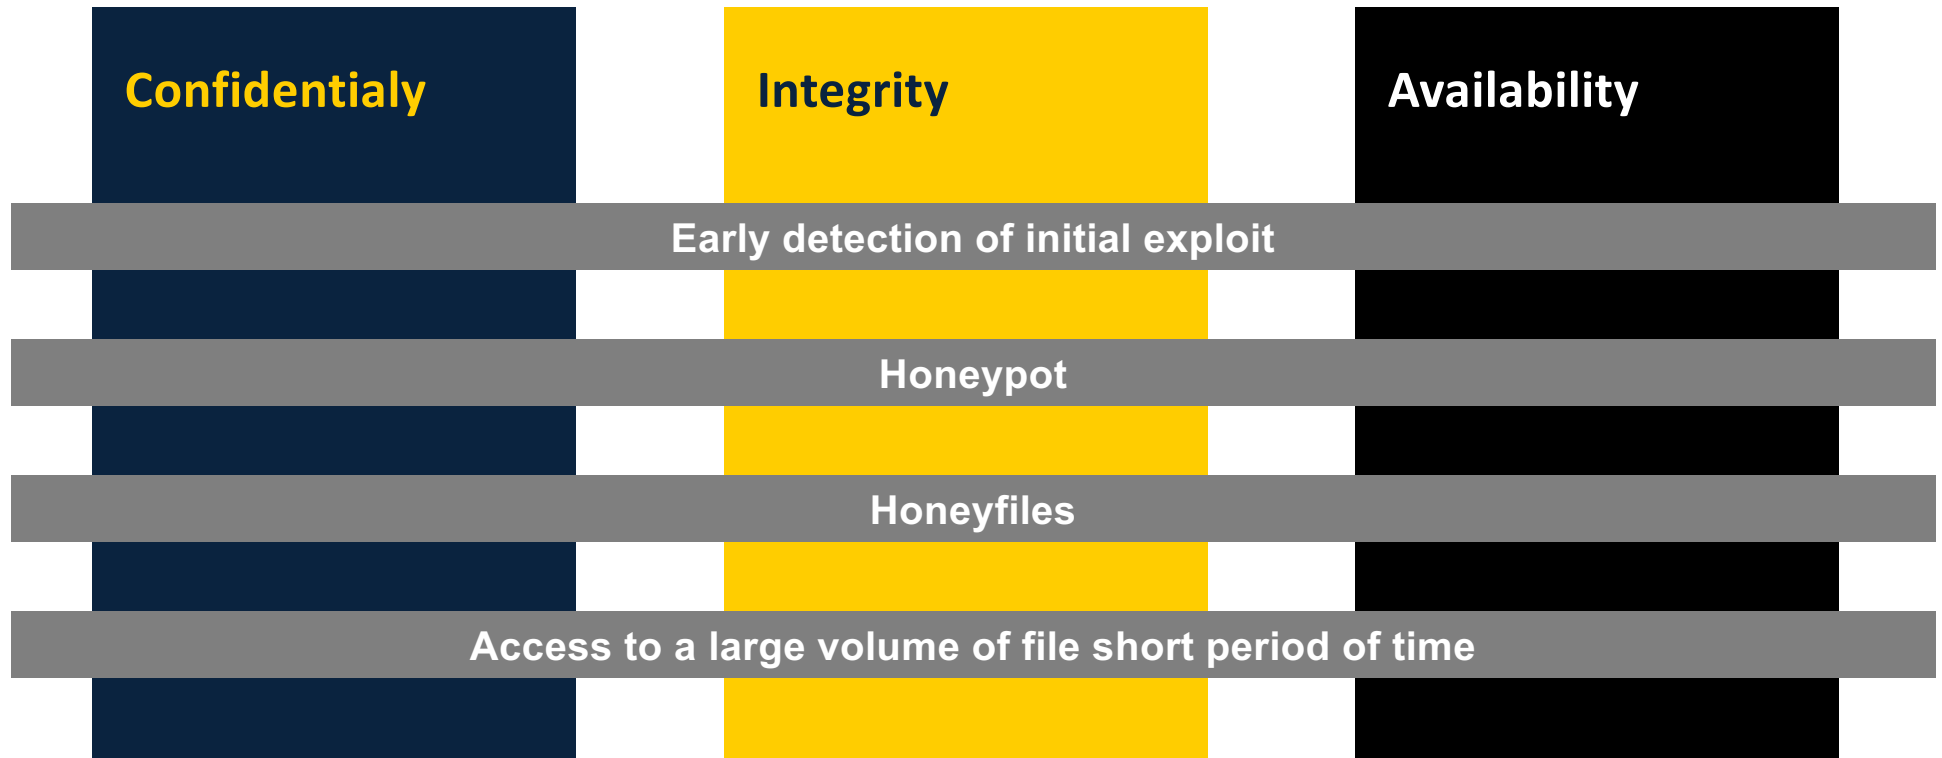 Confidentialy
Integrity
Availability
Early detection of initial exploit
Honeypot
Honeyfiles
Access to a large volume of file short period of time